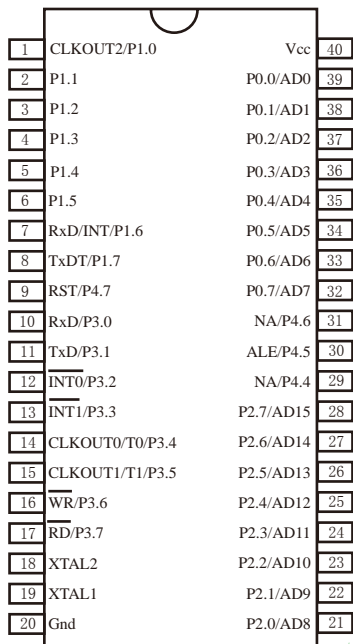 1 CLKOUT2/P1.0 Vcc 40
2 P1.1 P0.0/AD0 39
3 P1.2 P0.1/AD1 38
4 P1.3 P0.2/AD2 37
5 P1.4 P0.3/AD3 36
6 P1.5 P0.4/AD4 35
7 RxD/INT/P1.6 P0.5/AD5 34
8 TxDT/P1.7 P0.6/AD6 33
9 RST/P4.7 P0.7/AD7 32
10 RxD/P3.0 NA/P4.6 31
11 TxD/P3.1 ALE/P4.5 30
12 INT0/P3.2 NA/P4.4 29
13 INT1/P3.3 P2.7/AD15 28
14 CLKOUT0/T0/P3.4 P2.6/AD14 27
15 CLKOUT1/T1/P3.5 P2.5/AD13 26
16 WR/P3.6 P2.4/AD12 25
17 RD/P3.7 P2.3/AD11 24
18 XTAL2 P2.2/AD10 23
19 XTAL1 P2.1/AD9 22
20 Gnd P2.0/AD8 21